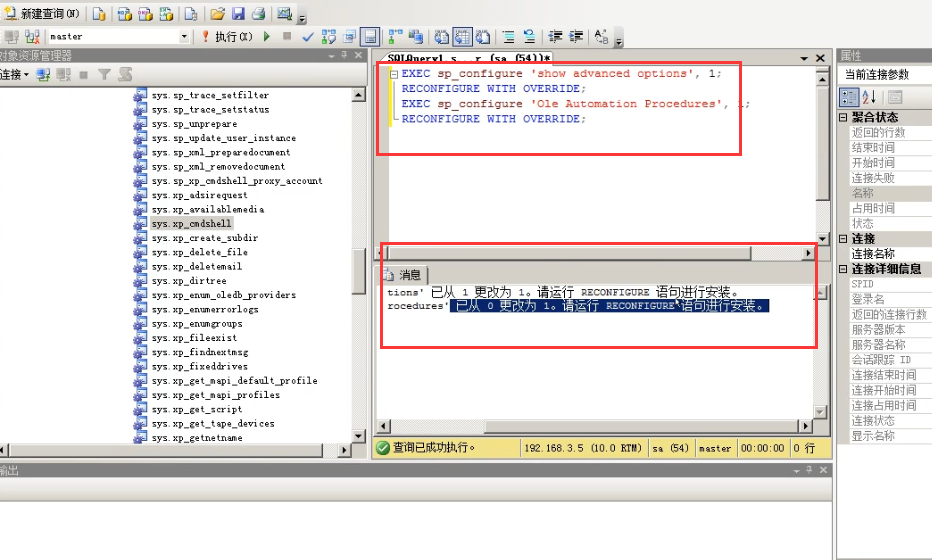 新建查询(N)
master
执行(X)
对象资源管理器
连接
sys.sp_trace_setfilter
sys.sp_trace_setstatus
sys.sp_unprepare
sys.sp_update_user_instance
sys.sp_xml_preparedocument
sys.sp_xml_removedocument
sys.sp_xp_cmdshell_proxy_account
sys.xp_adsirequest
sys.xp_availablemedia
sys.xp_cmdshell
sys.xp_create_subdir
sys.xp_delete_file
sys.xp_deletemail
sys.xp_dirtree
sys.xp_enum_oledb_providers
sys.xp_enumerrorlogs
sys.xp_enumgroups
sys.xp_fileexist
sys.xp_findnextmsg
sys.xp_fixeddrives
sys.xp_get_mapi_default_profile
sys.xp_get_mapi_profiles
sys.xp_get_script
sys.xp_get_tape_devices
sys.xp_getnetname
SQLQuery1.s...r (sa (54))*
EXEC sp_configure 'show advanced options', 1;
RECONFIGURE WITH OVERRIDE;
EXEC sp_configure 'Ole Automation Procedures', 1;
RECONFIGURE WITH OVERRIDE;
消息
tions' 已从 1 更改为 1。请运行 RECONFIGURE 语句进行安装。
rocedures' 已从 0 更改为 1。请运行 RECONFIGURE 语句进行安装。
查询已成功执行。
192.168.3.5 (10.0 RTM)
sa (54)
master
00:00:00
0 行
属性
当前连接参数
聚合状态
返回的行数
结束时间
开始时间
连接失败
名称
占用时间
状态
连接
连接名称
连接详细信息
SPID
登录名
返回的连接行数
服务器版本
服务器名称
会话跟踪 ID
连接结束时间
连接开始时间
连接占用时间
连接状态
显示名称
输出